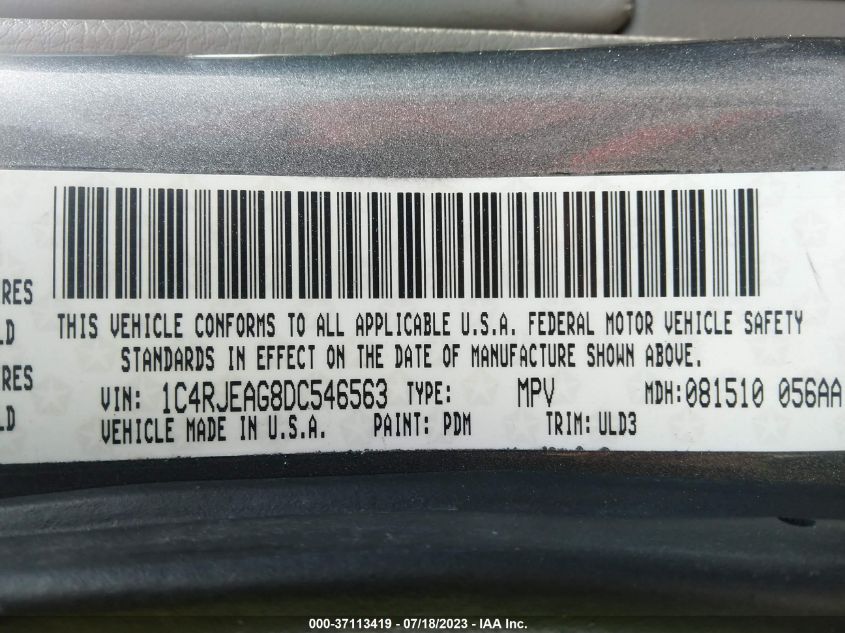 RES
LD
RES
LD
THIS VEHICLE CONFORMS TO ALL APPLICABLE U.S.A. FEDERAL MOTOR VEHICLE SAFETY
STANDARDS IN EFFECT ON THE DATE OF MANUFACTURE SHOWN ABOVE.
VIN: 1C4RJEAG8DC546563 TYPE: MPV MDH:081510 056AA
VEHICLE MADE IN U.S.A. PAINT: PDM TRIM: ULD3
000-37113419 - 07/18/2023 - IAA Inc.